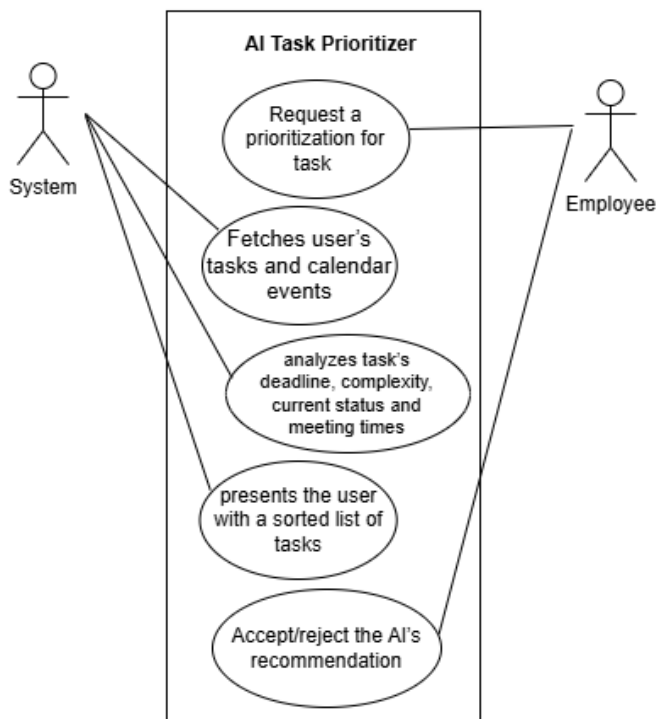 AI Task Prioritizer
Request a
prioritization for
task
System
Employee
Fetches user's
tasks and calendar
events
analyzes task's
deadline, complexity,
current status and
meeting times
presents the user
with a sorted list of
tasks
Accept/reject the AI's
recommendation